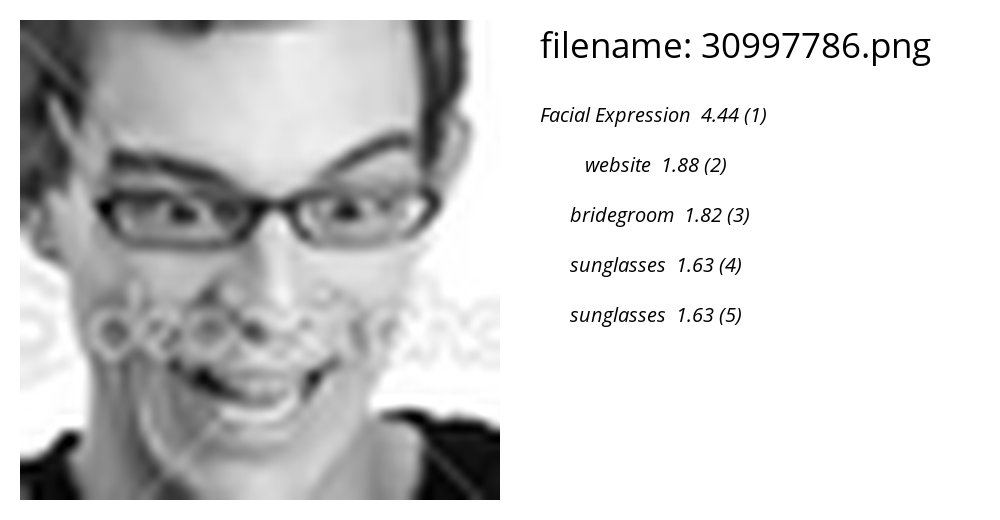 filename: 30997786.png
Facial Expression 4.44 (1)
website 1.88 (2)
bridegroom 1.82 (3)
sunglasses 1.63 (4)
sunglasses 1.63 (5)